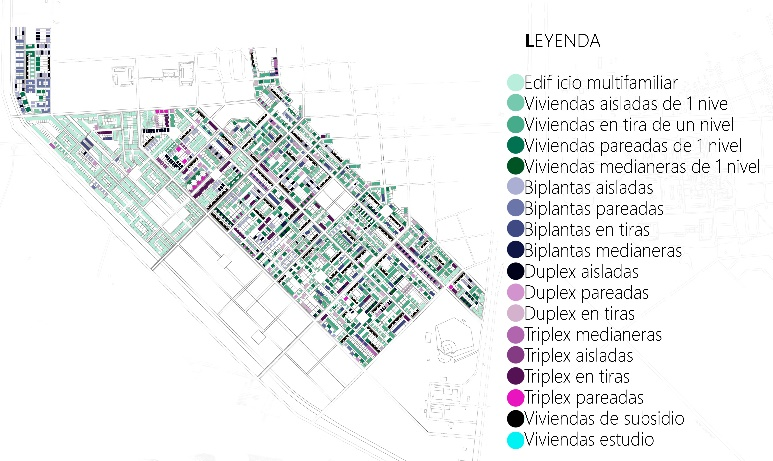 LEYENDA
Edificio multifamiliar
Viviendas aisladas de 1 nive
Viviendas en tira de un nivel
Viviendas pareadas de 1 nivel
Viviendas medianeras de 1 nivel
Biplantas aisladas
Biplantas pareadas
Biplantas en tiras
Biplantas medianeras
Duplex aisladas
Duplex pareadas
Duplex en tiras
Triplex medianeras
Triplex aisladas
Triplex en tiras
Triplex pareadas
Viviendas de subsidio
Viviendas estudio